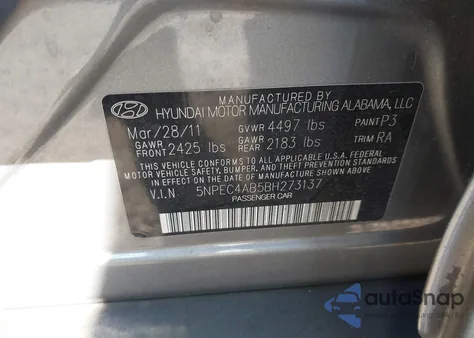 MANUFACTURED BY
HYUNDAI MOTOR MANUFACTURING ALABAMA, LLC
Mar/28/11 GVWR 4497 lbs PAINT P3
GAWR FRONT 2425 lbs GAWR REAR 2183 lbs TRIM RA
THIS VEHICLE CONFORMS TO ALL APPLICABLE FEDERAL
MOTOR VEHICLE SAFETY, BUMPER, AND THEFT PREVENTION STANDARDS
IN EFFECT ON THE DATE OF MANUFACTURE SHOWN ABOVE.
V.I.N 5NPEC4AB5BH273137
PASSENGER CAR
autoSnap